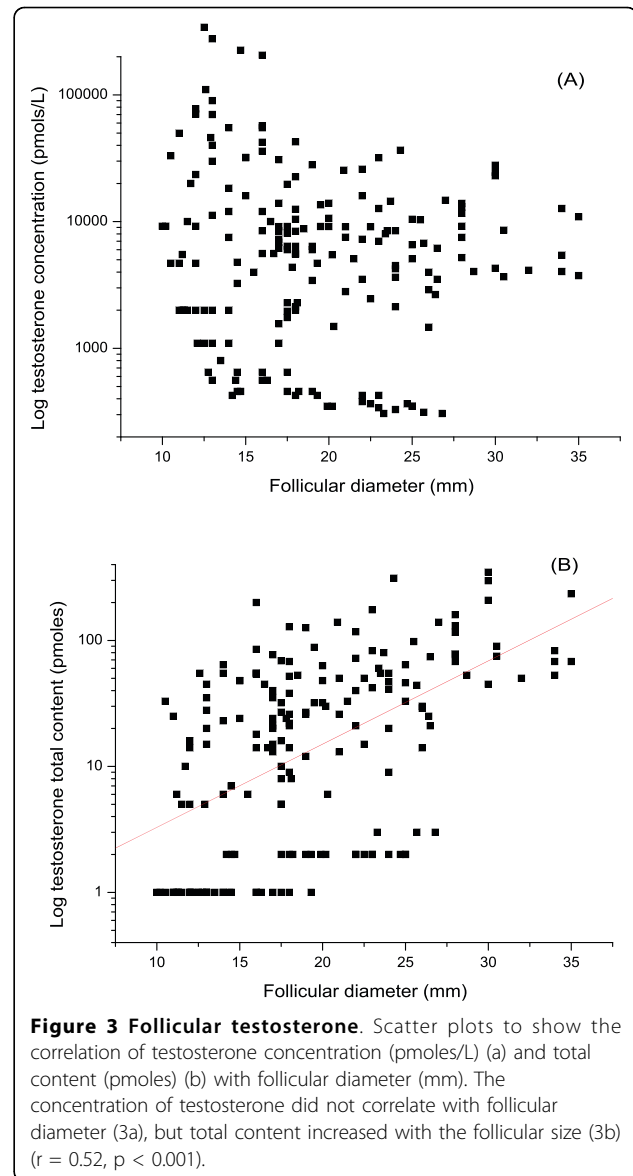 (A)
Log testosterone concentration (pmols/L)
100000
10000
1000
10 15 20 25 30 35
Follicular diameter (mm)
(B)
Log testosterone total content (pmoles)
100
10
1
10 15 20 25 30 35
Follicular diameter (mm)
Figure 3 Follicular testosterone. Scatter plots to show the
correlation of testosterone concentration (pmoles/L) (a) and total
content (pmoles) (b) with follicular diameter (mm). The
concentration of testosterone did not correlate with follicular
diameter (3a), but total content increased with the follicular size (3b)
(r = 0.52, p < 0.001).